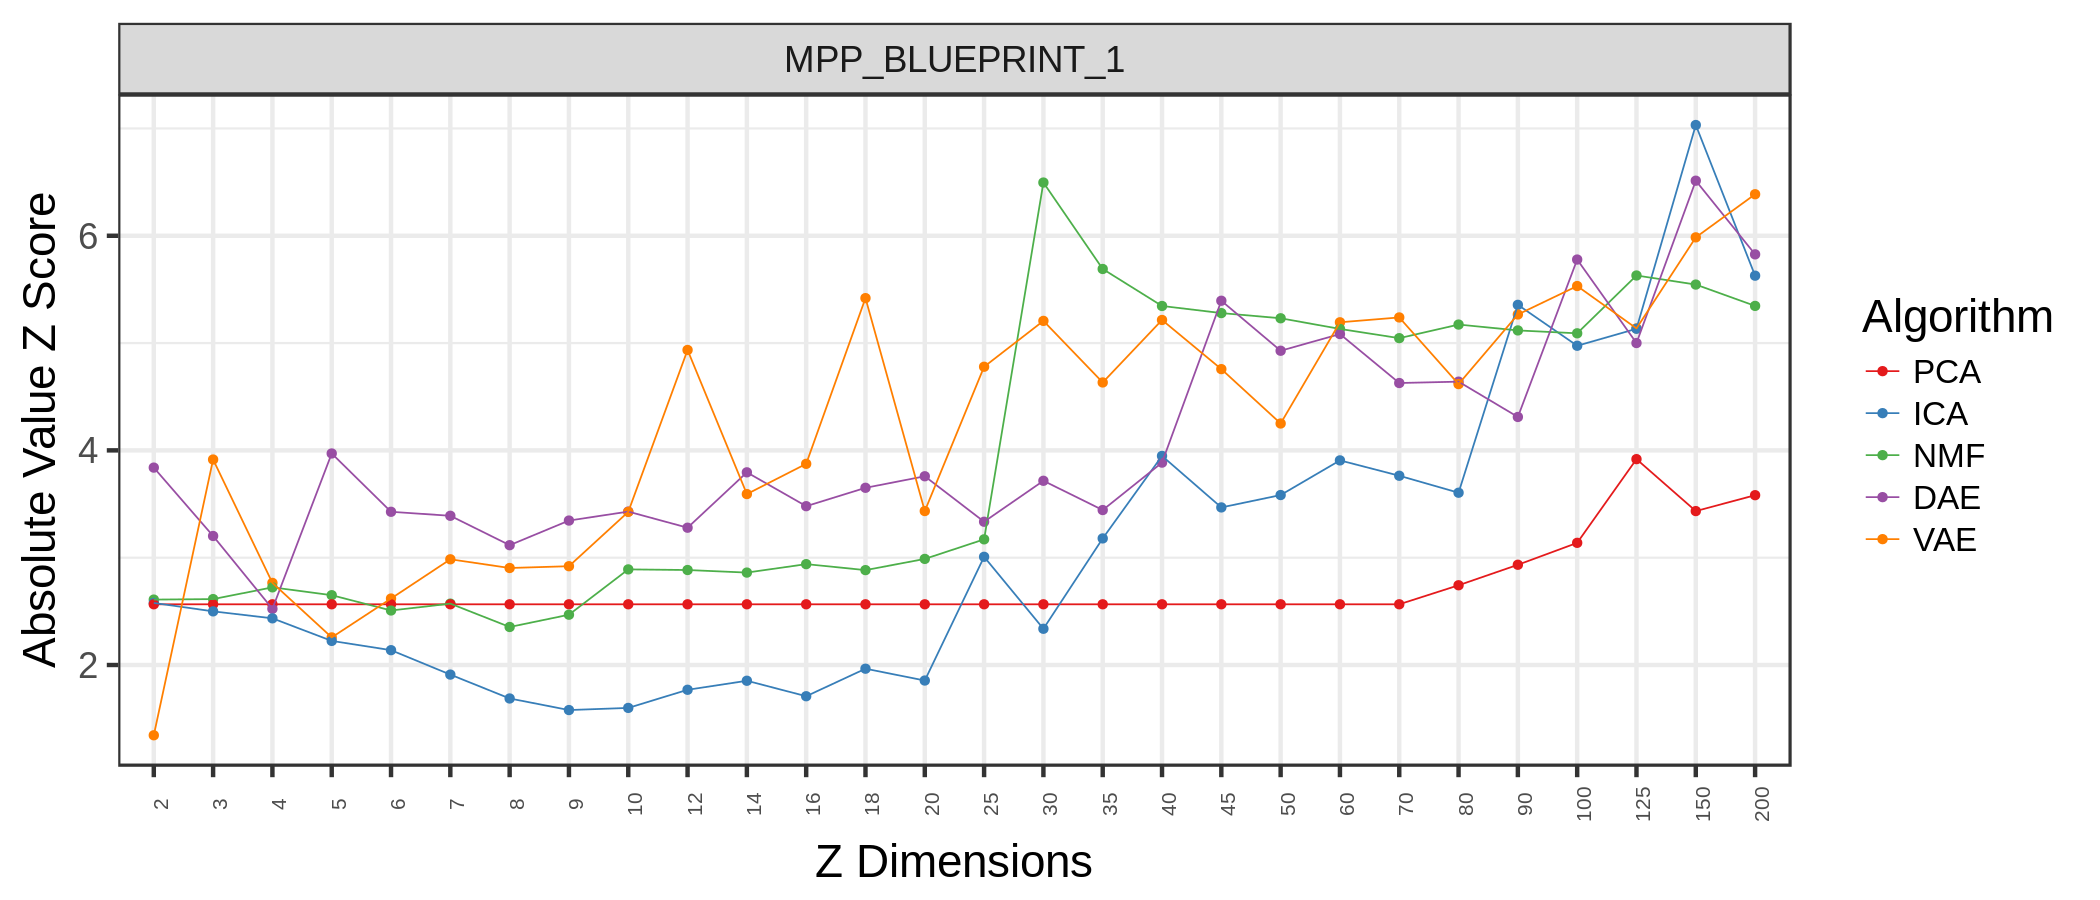 MPP_BLUEPRINT_1
Absolute Value Z Score
6
4
2
2 3 4 5 6 7 8 9 10 12 14 16 18 20 25 30 35 40 45 50 60 70 80 90 100 125 150 200
Z Dimensions
Algorithm
PCA
ICA
NMF
DAE
VAE